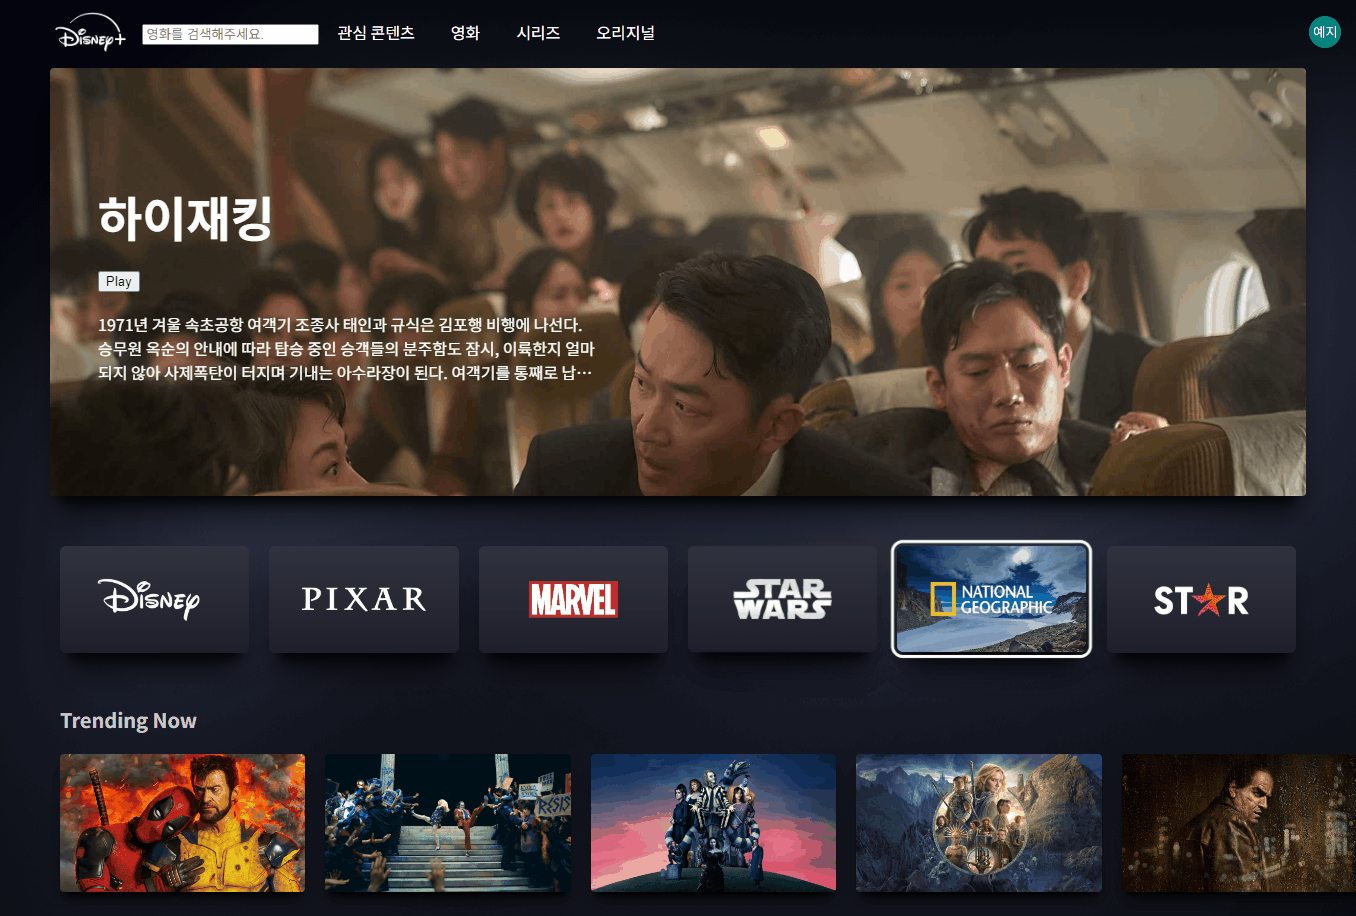 Disney+
영화를 검색해주세요.
관심 콘텐츠
영화
시리즈
오리지널
예지
하이재킹
Play
1971년 겨울 속초공항 여객기 조종사 태인과 규식은 김포행 비행에 나선다.
승무원 옥순의 안내에 따라 탑승 중인 승객들의 분주함도 잠시, 이륙한지 얼마
되지 않아 사제폭탄이 터지며 기내는 아수라장이 된다. 여객기를 통째로 납…
Disney
PIXAR
MARVEL
STAR
WARS
NATIONAL
GEOGRAPHIC
STAR
Trending Now
RESIS